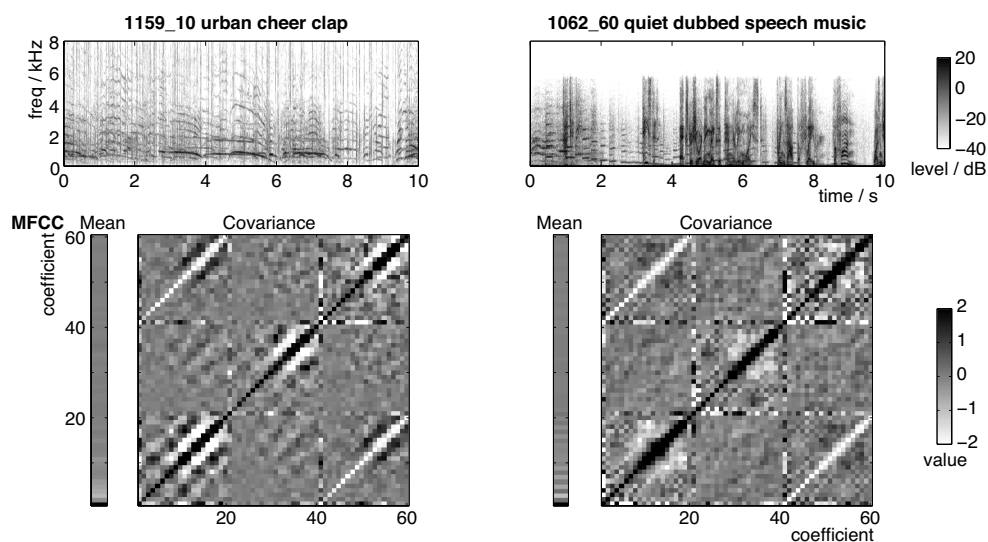 1159_10 urban cheer clap
1062_60 quiet dubbed speech music
freq / kHz
8
6
4
2
0
0 2 4 6 8 10
0 2 4 6 8 10
time / s
20
0
−20
−40
level / dB
MFCC Mean Covariance
Mean Covariance
coefficient
60
40
20
20 40 60
20 40 60
coefficient
2
1
0
−1
−2
value